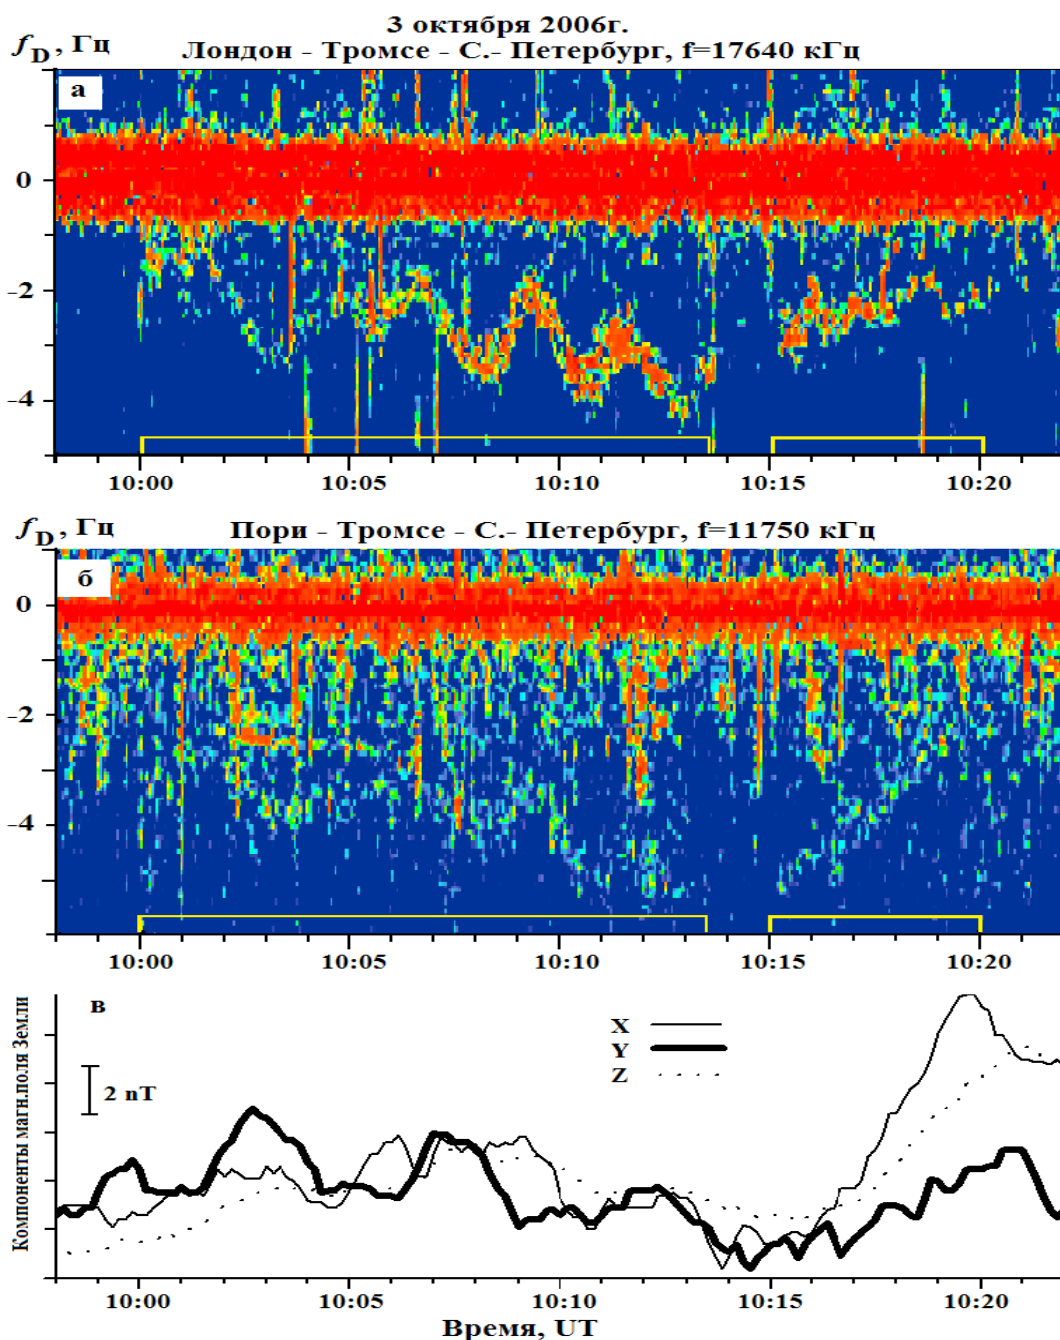 3 октября 2006г.
f_D, Гц
Лондон - Тромсе - С.- Петербург, f=17640 кГц
а
0
-2
-4
10:00 10:05 10:10 10:15 10:20
f_D, Гц
Пори - Тромсе - С.- Петербург, f=11750 кГц
б
0
-2
-4
10:00 10:05 10:10 10:15 10:20
Компоненты магн.поля Земли
в
X
Y
Z
2 nT
10:00 10:05 10:10 10:15 10:20
Время, UT